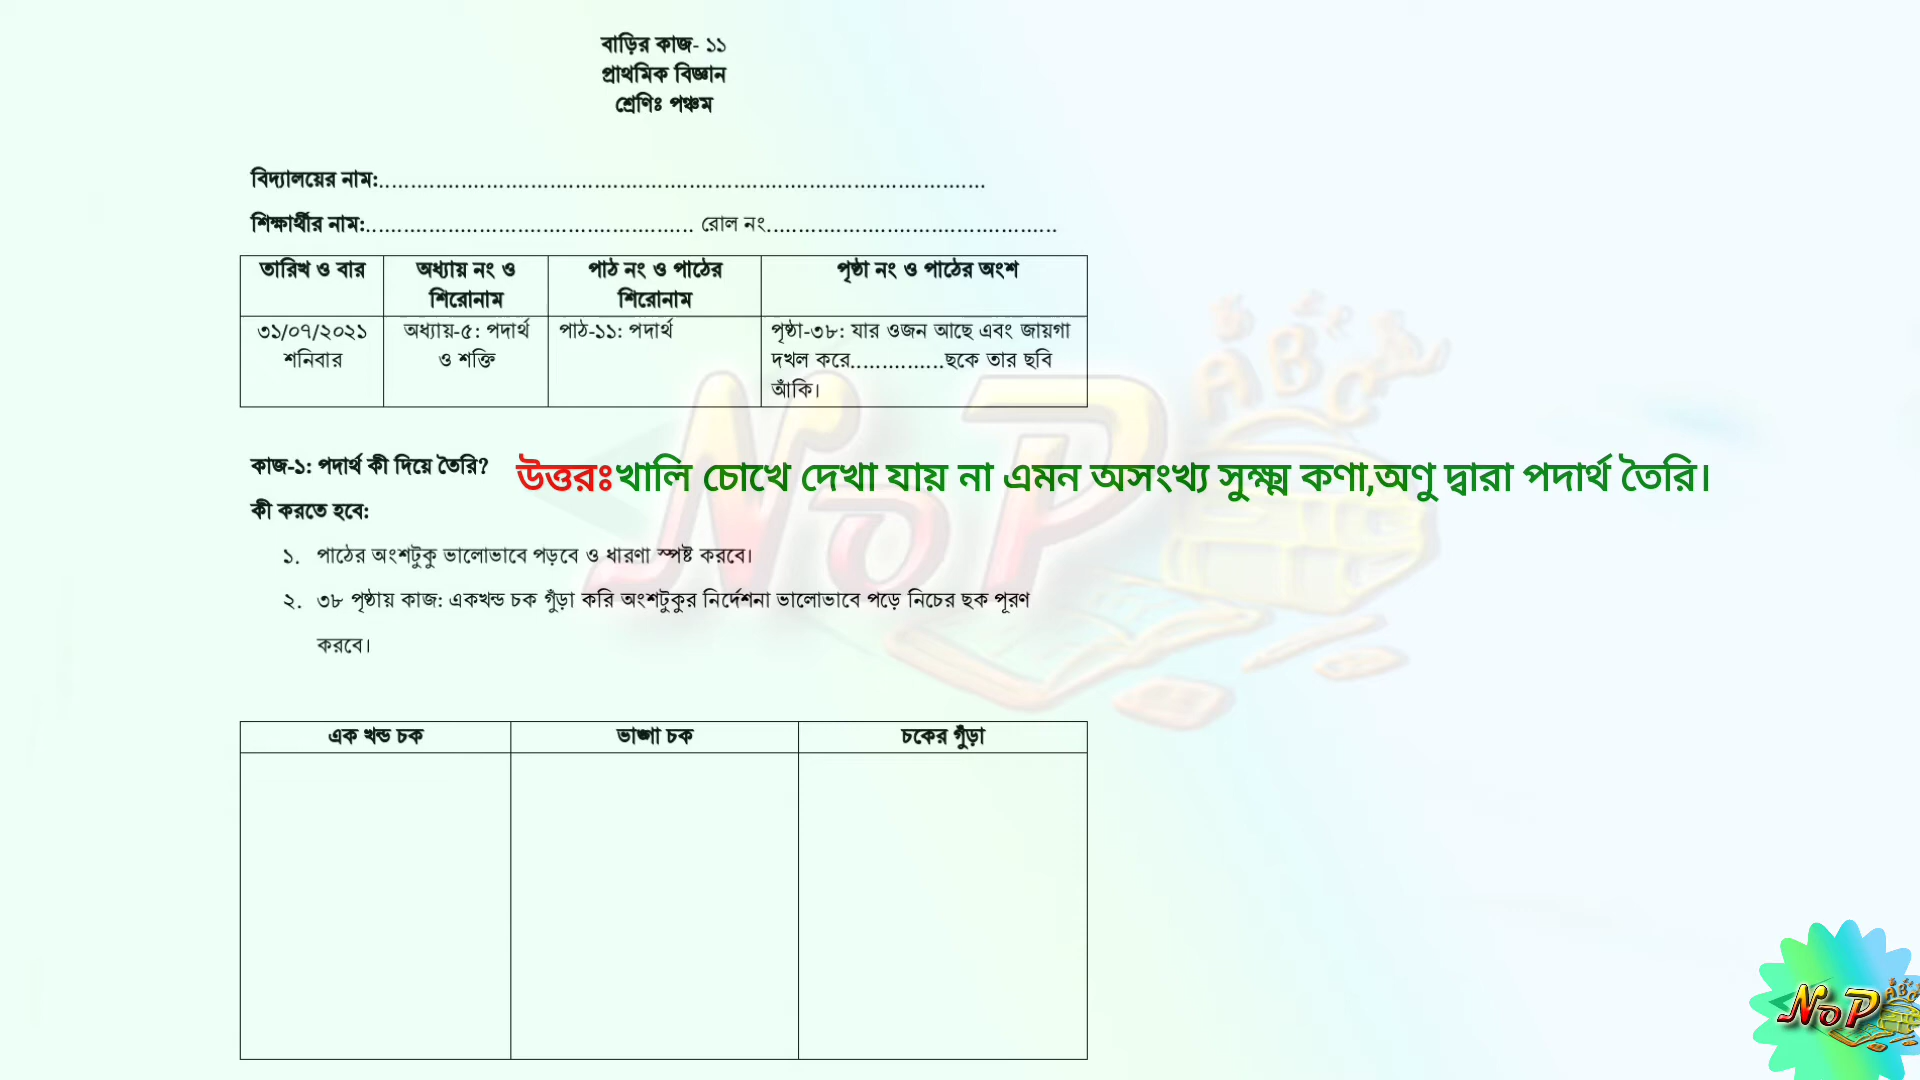 বাড়ির কাজ- ১১
প্রাথমিক বিজ্ঞান
শ্রেণিঃ পঞ্চম
বিদ্যালয়ের নাম:................................................................................................
শিক্ষার্থীর নাম:.................................................... রোল নং..............................................
তারিখ ও বার
অধ্যায় নং ও
শিরোনাম
পাঠ নং ও পাঠের
শিরোনাম
পৃষ্ঠা নং ও পাঠের অংশ
৩১/০৭/২০২১
শনিবার
অধ্যায়-৫: পদার্থ
ও শক্তি
পাঠ-১১: পদার্থ
পৃষ্ঠা-৩৮: যার ওজন আছে এবং জায়গা
দখল করে...............ছকে তার ছবি
আঁকি।
কাজ-১: পদার্থ কী দিয়ে তৈরি?
উত্তরঃখালি চোখে দেখা যায় না এমন অসংখ্য সুক্ষ্ম কণা,অণু দ্বারা পদার্থ তৈরি।
কী করতে হবে:
১. পাঠের অংশটুকু ভালোভাবে পড়বে ও ধারণা স্পষ্ট করবে।
২. ৩৮ পৃষ্ঠায় কাজ: একখন্ড চক গুঁড়া করি অংশটুকুর নির্দেশনা ভালোভাবে পড়ে নিচের ছক পূরণ
করবে।
এক খন্ড চক
ভাঙ্গা চক
চকের গুঁড়া
NoP
ABC
NoP
ABC